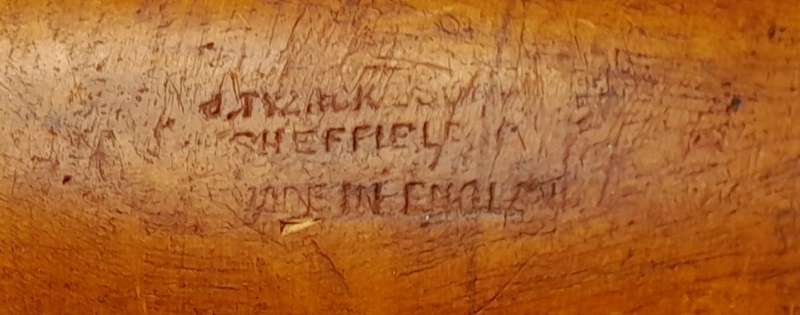 J. TYZACK
SHEFFIELD
MADE IN ENGLAND